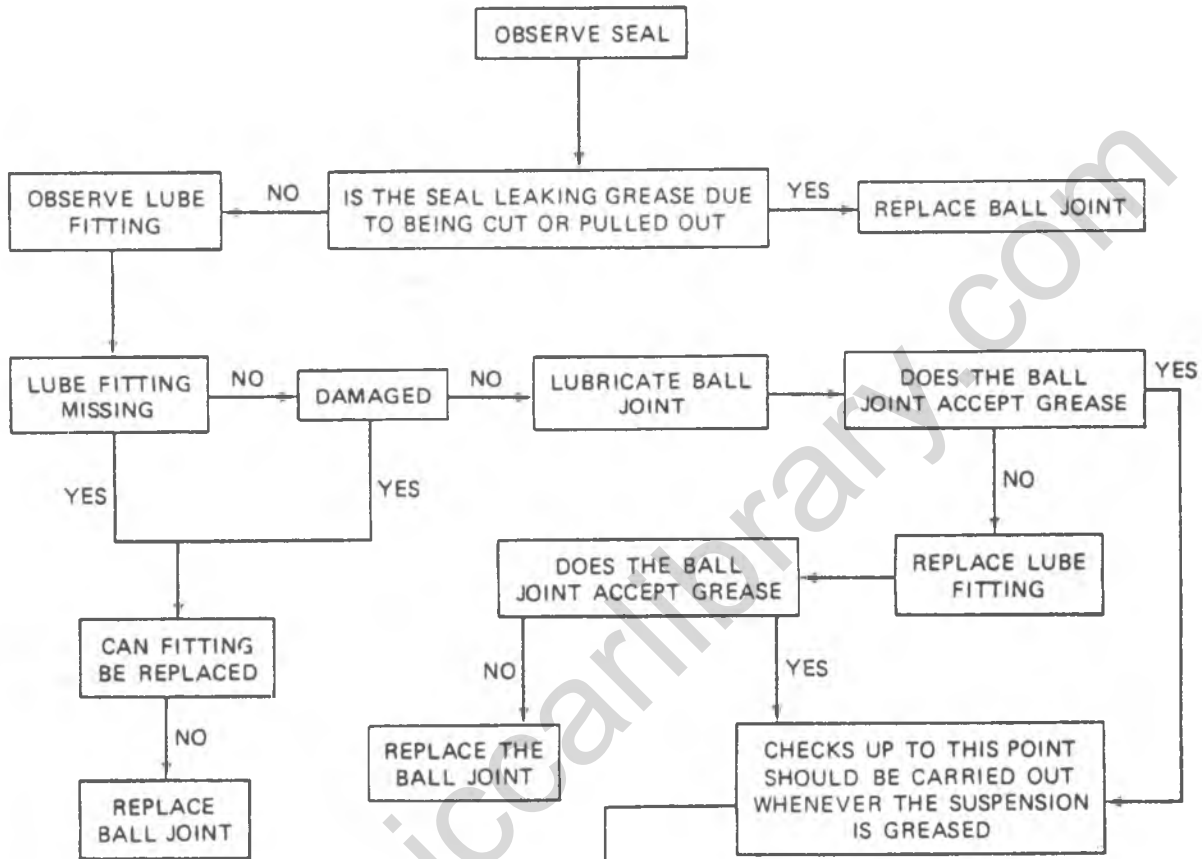 OBSERVE SEAL
OBSERVE LUBE
FITTING
NO
IS THE SEAL LEAKING GREASE DUE
TO BEING CUT OR PULLED OUT
YES
REPLACE BALL JOINT
LUBE FITTING
MISSING
NO
DAMAGED
NO
LUBRICATE BALL
JOINT
DOES THE BALL
JOINT ACCEPT GREASE
YES
YES
YES
NO
DOES THE BALL
JOINT ACCEPT GREASE
REPLACE LUBE
FITTING
CAN FITTING
BE REPLACED
NO
YES
NO
REPLACE THE
BALL JOINT
CHECKS UP TO THIS POINT
SHOULD BE CARRIED OUT
WHENEVER THE SUSPENSION
IS GREASED
REPLACE
BALL JOINT
iccarlibrary.com